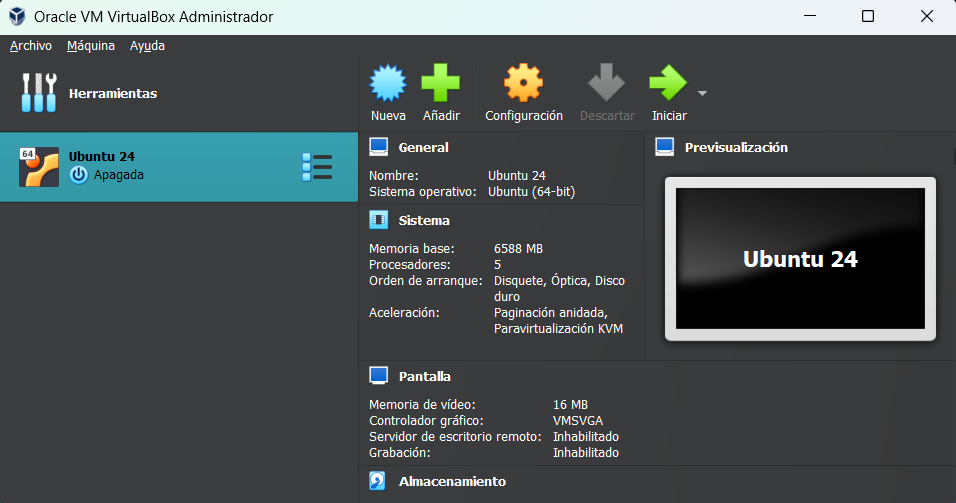 Oracle VM VirtualBox Administrador
Archivo Máquina Ayuda
Herramientas
Nueva Añadir Configuración Descartar Iniciar
64
Ubuntu 24
Apagada
General
Nombre: Ubuntu 24
Sistema operativo: Ubuntu (64-bit)
Sistema
Memoria base: 6588 MB
Procesadores: 5
Orden de arranque: Disquete, Óptica, Disco
duro
Aceleración: Paginación anidada,
Paravirtualización KVM
Previsualización
Ubuntu 24
Pantalla
Memoria de vídeo: 16 MB
Controlador gráfico: VMSVGA
Servidor de escritorio remoto: Inhabilitado
Grabación: Inhabilitado
Almacenamiento